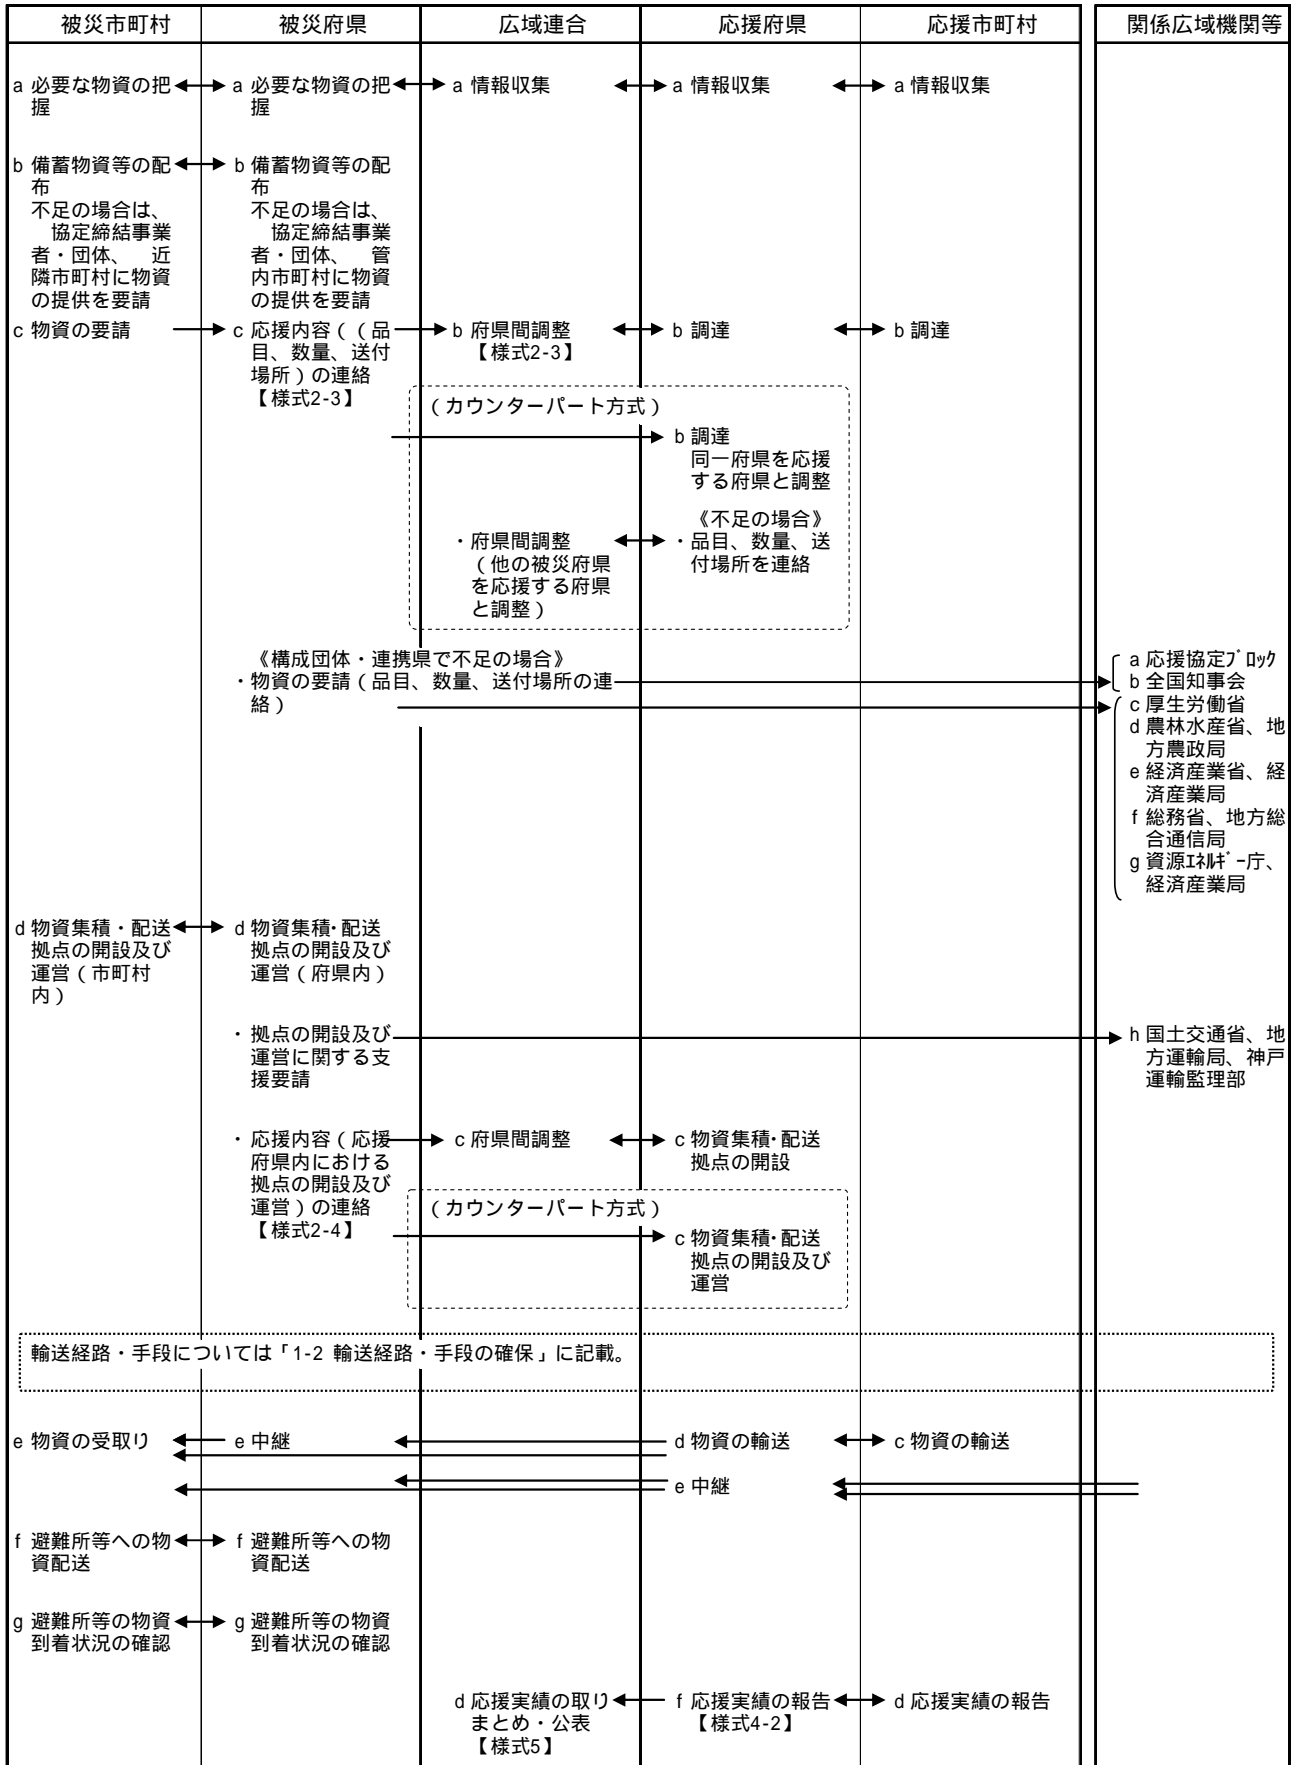 被災市町村
被災府県
広域連合
応援府県
応援市町村
関係広域機関等
a 必要な物資の把
握
a 必要な物資の把
握
a 情報収集
a 情報収集
a 情報収集
b 備蓄物資等の配
布
不足の場合は、
協定締結事業
者・団体、　近
隣市町村に物資
の提供を要請
b 備蓄物資等の配
布
不足の場合は、
協定締結事業
者・団体、　管
内市町村に物資
の提供を要請
c 物資の要請
c 応援内容（（品
目、数量、送付
場所）の連絡
【様式2-3】
b 府県間調整
【様式2-3】
b 調達
b 調達
（カウンターパート方式）
b 調達
同一府県を応援
する府県と調整
《不足の場合》
・品目、数量、送
付場所を連絡
・府県間調整
（他の被災府県
を応援する府県
と調整）
《構成団体・連携県で不足の場合》
・物資の要請（品目、数量、送付場所の連
絡）
a 応援協定ﾌﾞﾛｯｸ
b 全国知事会
c 厚生労働省
d 農林水産省、地
方農政局
e 経済産業省、経
済産業局
f 総務省、地方総
合通信局
g 資源ｴﾈﾙｷﾞｰ庁、
経済産業局
d 物資集積・配送
拠点の開設及び
運営（市町村
内）
d 物資集積・配送
拠点の開設及び
運営（府県内）
・ 拠点の開設及び
運営に関する支
援要請
h 国土交通省、地
方運輸局、神戸
運輸監理部
・ 応援内容（応援
府県内における
拠点の開設及び
運営）の連絡
【様式2-4】
c 府県間調整
c 物資集積・配送
拠点の開設
（カウンターパート方式）
c 物資集積・配送
拠点の開設及び
運営
輸送経路・手段については「1-2 輸送経路・手段の確保」に記載。
e 物資の受取り
e 中継
d 物資の輸送
c 物資の輸送
e 中継
f 避難所等への物
資配送
f 避難所等への物
資配送
g 避難所等の物資
到着状況の確認
g 避難所等の物資
到着状況の確認
d 応援実績の取り
まとめ・公表
【様式5】
f 応援実績の報告
【様式4-2】
d 応援実績の報告